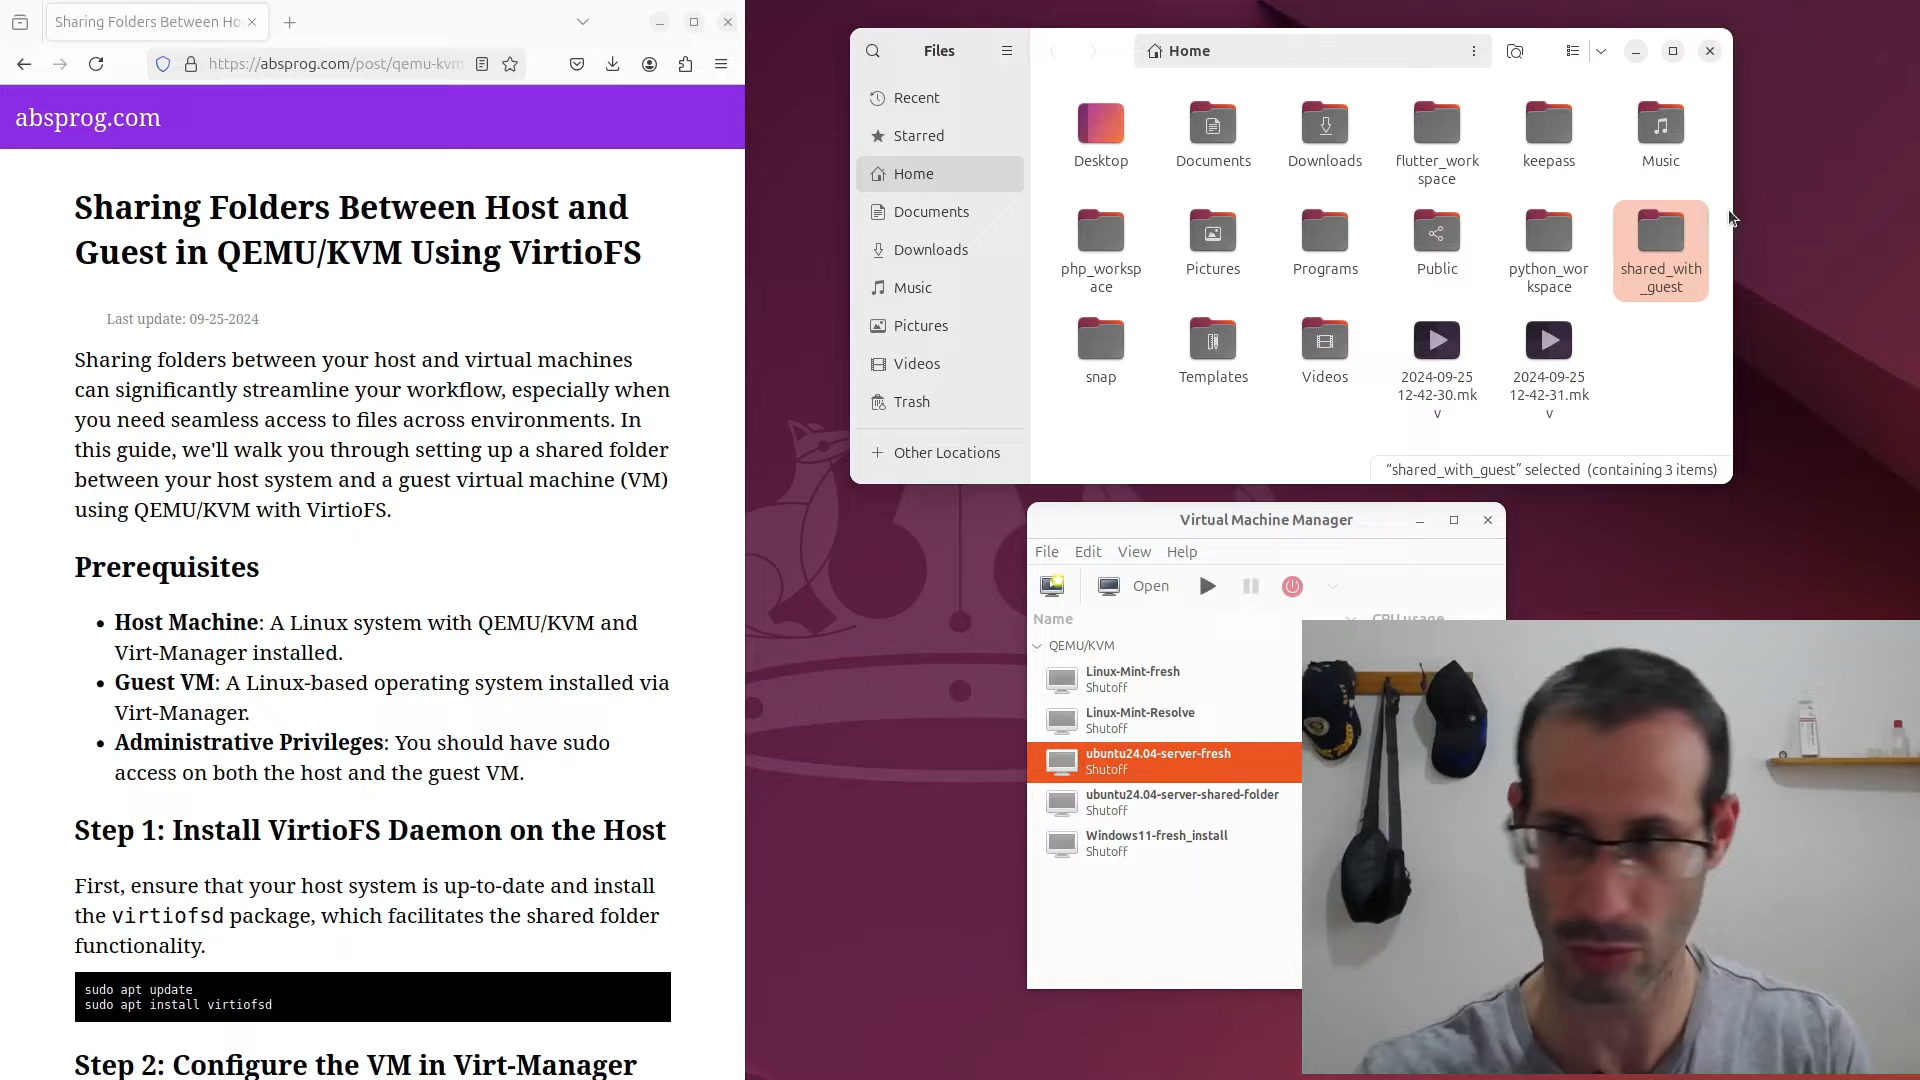 Sharing Folders Between Ho
https://absprog.com/post/qemu-kvm
absprog.com
Sharing Folders Between Host and
Guest in QEMU/KVM Using VirtioFS
Last update: 09-25-2024
Sharing folders between your host and virtual machines
can significantly streamline your workflow, especially when
you need seamless access to files across environments. In
this guide, we'll walk you through setting up a shared folder
between your host system and a guest virtual machine (VM)
using QEMU/KVM with VirtioFS.
Prerequisites
• Host Machine: A Linux system with QEMU/KVM and
Virt-Manager installed.
• Guest VM: A Linux-based operating system installed via
Virt-Manager.
• Administrative Privileges: You should have sudo
access on both the host and the guest VM.
Step 1: Install VirtioFS Daemon on the Host
First, ensure that your host system is up-to-date and install
the virtiofsd package, which facilitates the shared folder
functionality.
sudo apt update
sudo apt install virtiofsd
Step 2: Configure the VM in Virt-Manager
Files
Home
Recent
Starred
Home
Documents
Downloads
Music
Pictures
Videos
Trash
Other Locations
Desktop
Documents
Downloads
flutter_work
space
keepass
Music
php_worksp
ace
Pictures
Programs
Public
python_wor
kspace
shared_with
_guest
snap
Templates
Videos
2024-09-25
12-42-30.mk
v
2024-09-25
12-42-31.mk
v
“shared_with_guest” selected (containing 3 items)
Virtual Machine Manager
File Edit View Help
Open
Name CPU usage
QEMU/KVM
Linux-Mint-fresh
Shutoff
Linux-Mint-Resolve
Shutoff
ubuntu24.04-server-fresh
Shutoff
ubuntu24.04-server-shared-folder
Shutoff
Windows11-fresh_install
Shutoff